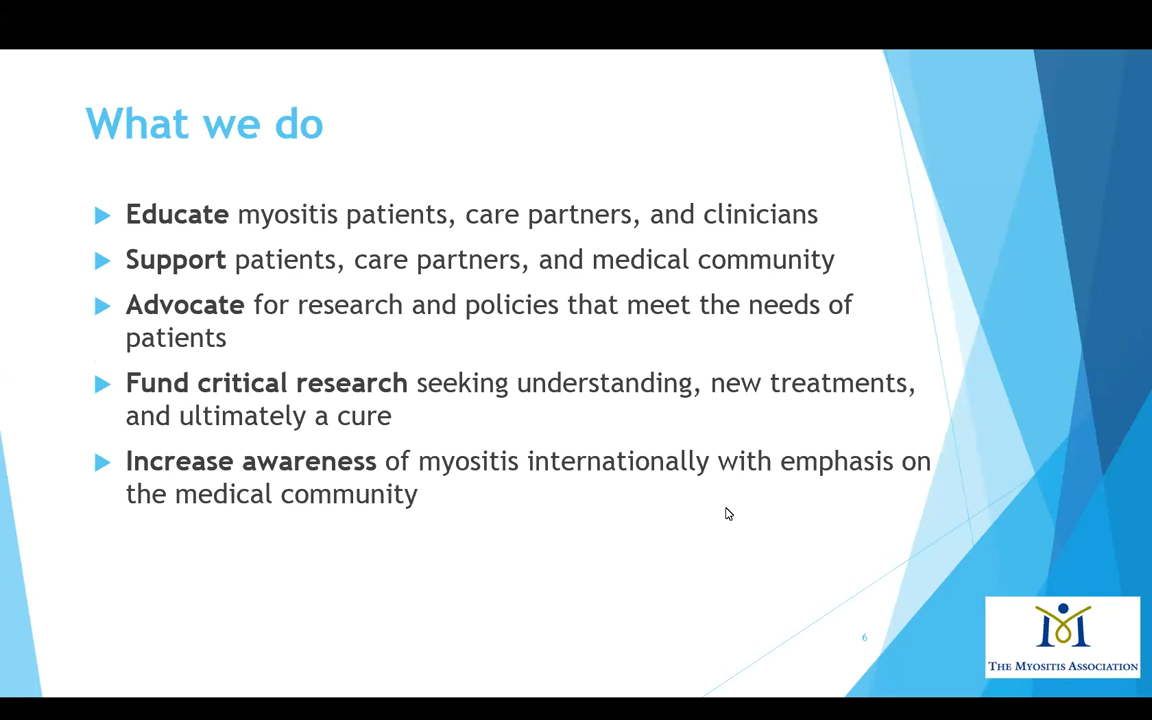 What we do
Educate myositis patients, care partners, and clinicians
Support patients, care partners, and medical community
Advocate for research and policies that meet the needs of
patients
Fund critical research seeking understanding, new treatments,
and ultimately a cure
Increase awareness of myositis internationally with emphasis on
the medical community
6
THE MYOSITIS ASSOCIATION